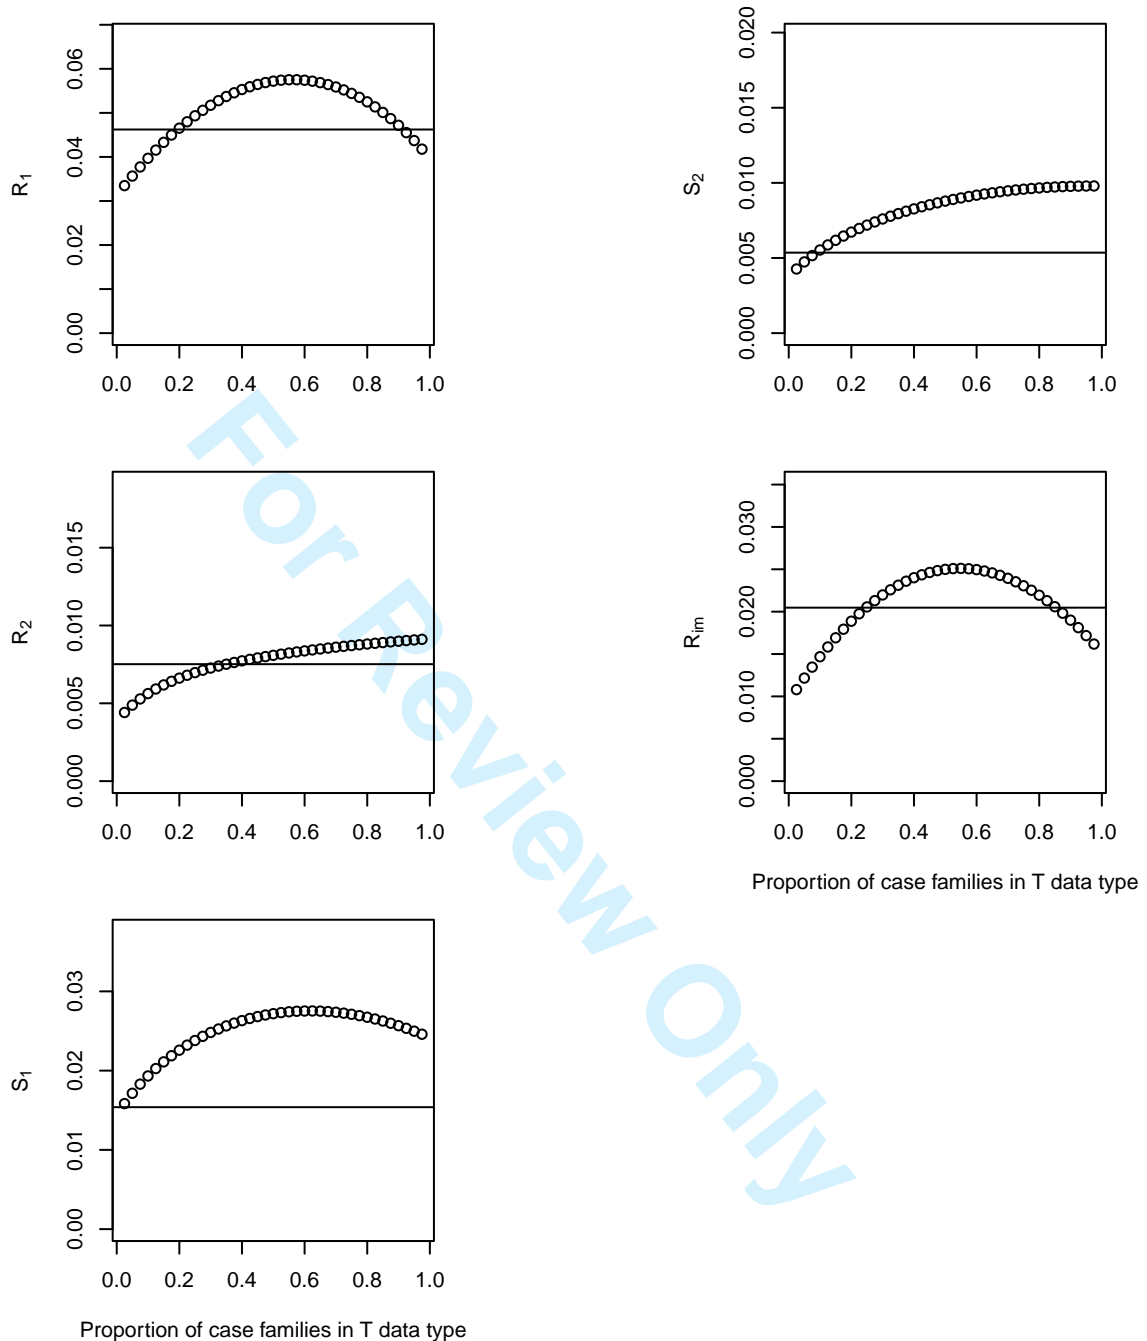 R1
0.00 0.02 0.04 0.06
0.0 0.2 0.4 0.6 0.8 1.0
S2
0.000 0.005 0.010 0.015 0.020
0.0 0.2 0.4 0.6 0.8 1.0
R2
0.000 0.005 0.010 0.015
0.0 0.2 0.4 0.6 0.8 1.0
Rim
0.000 0.010 0.020 0.030
0.0 0.2 0.4 0.6 0.8 1.0
Proportion of case families in T data type
S1
0.00 0.01 0.02 0.03
0.0 0.2 0.4 0.6 0.8 1.0
Proportion of case families in T data type
For Review Only